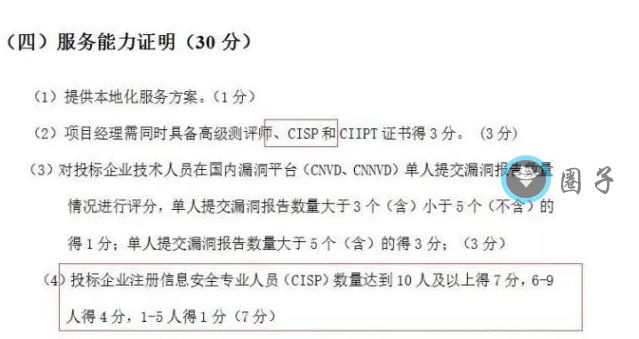 （四）服务能力证明（30 分）
（1）提供本地化服务方案。（1 分）
（2）项目经理需同时具备高级测评师、CISP 和 CIIPT 证书得 3 分。（3 分）
（3）对投标企业技术人员在国内漏洞平台（CNVD、CNNVD）单人提交漏洞报告数量
情况进行评分，单人提交漏洞报告数量大于 3 个（含）小于 5 个（不含）的
得 1 分；单人提交漏洞报告数量大于 5 个（含）的得 3 分；（3 分）
（4）投标企业注册信息安全专业人员（CISP）数量达到 10 人及以上得 7 分，6-9
人得 4 分，1-5 人得 1 分（7 分）
圈子